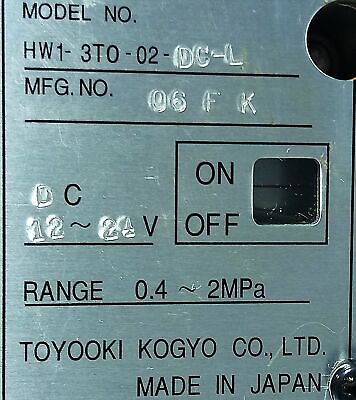 MODEL NO.
HW1-3TO-02-DC-L
MFG. NO. 06 F K
DC
12~24 V
ON
OFF
RANGE 0.4 ~ 2MPa
TOYOOKI KOGYO CO., LTD.
MADE IN JAPAN